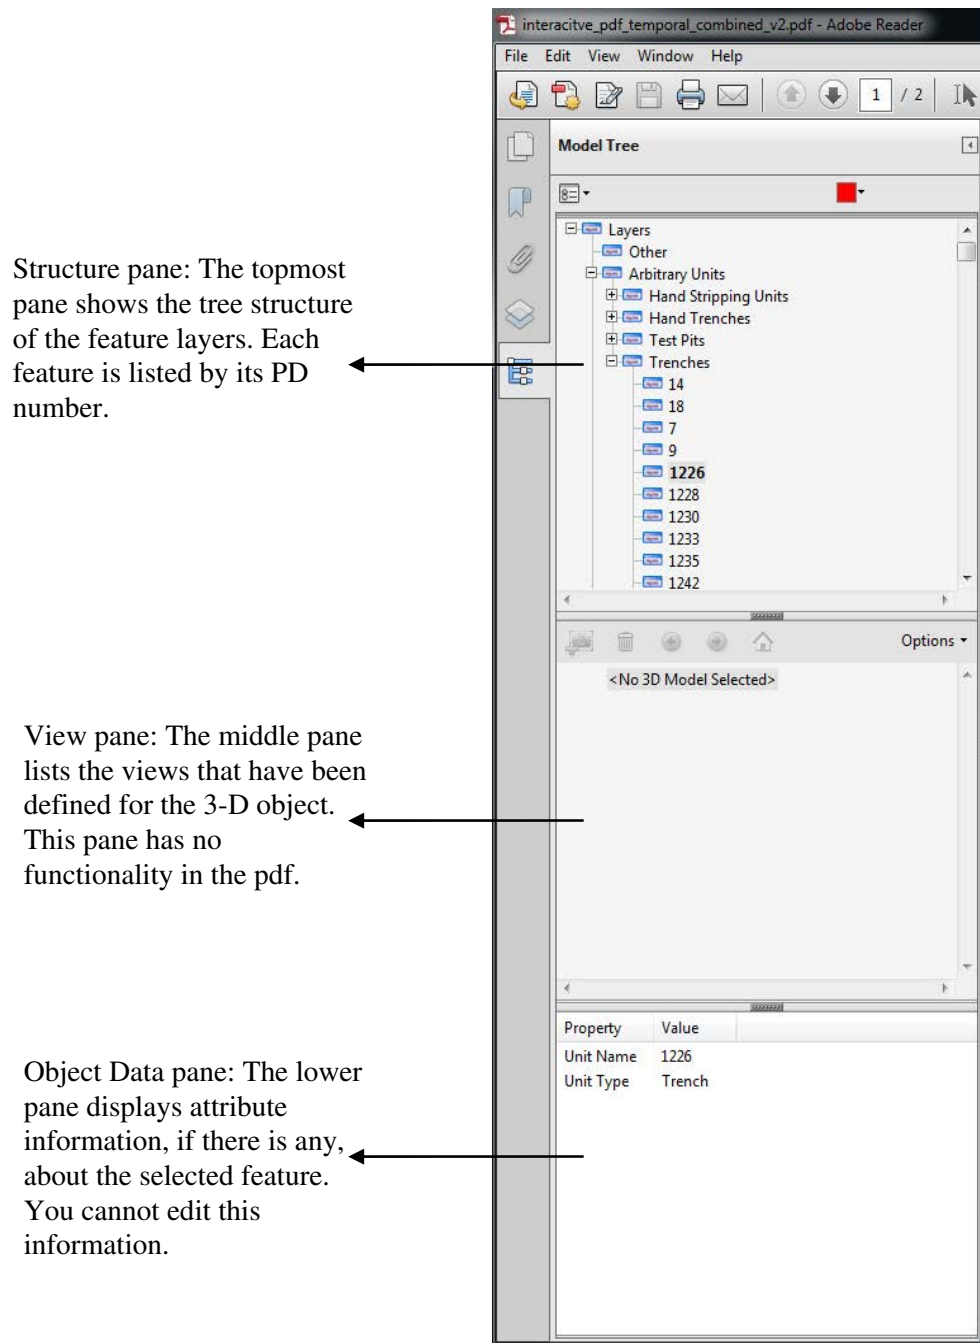 interacitve_pdf_temporal_combined_v2.pdf - Adobe Reader
File Edit View Window Help
1 / 2
Model Tree
Layers
Other
Arbitrary Units
Hand Stripping Units
Hand Trenches
Test Pits
Trenches
14
18
7
9
1226
1228
1230
1233
1235
1242
Structure pane: The topmost
pane shows the tree structure
of the feature layers. Each
feature is listed by its PD
number.
Options
<No 3D Model Selected>
View pane: The middle pane
lists the views that have been
defined for the 3-D object.
This pane has no
functionality in the pdf.
Property Value
Unit Name 1226
Unit Type Trench
Object Data pane: The lower
pane displays attribute
information, if there is any,
about the selected feature.
You cannot edit this
information.